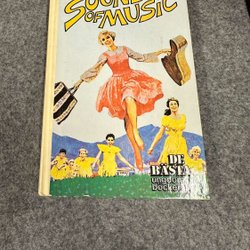 SOUND
OF MUSIC
DE
BÄSTA
ungdoms
böckerna